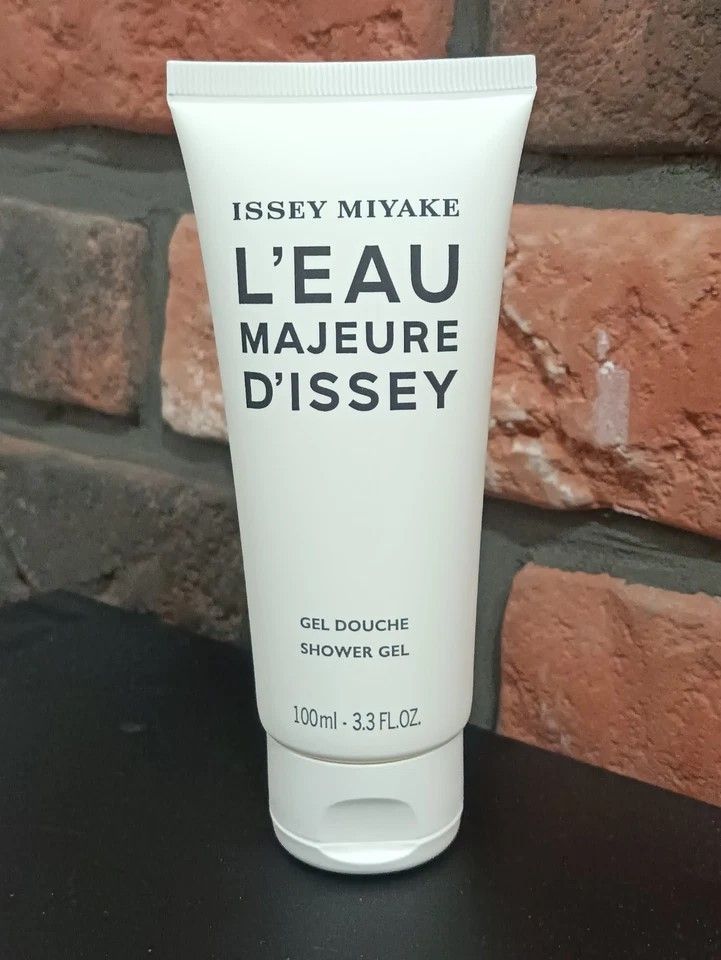 ISSEY MIYAKE
L'EAU
MAJEURE
D'ISSEY
GEL DOUCHE
SHOWER GEL
100ml - 3.3 FL.OZ.